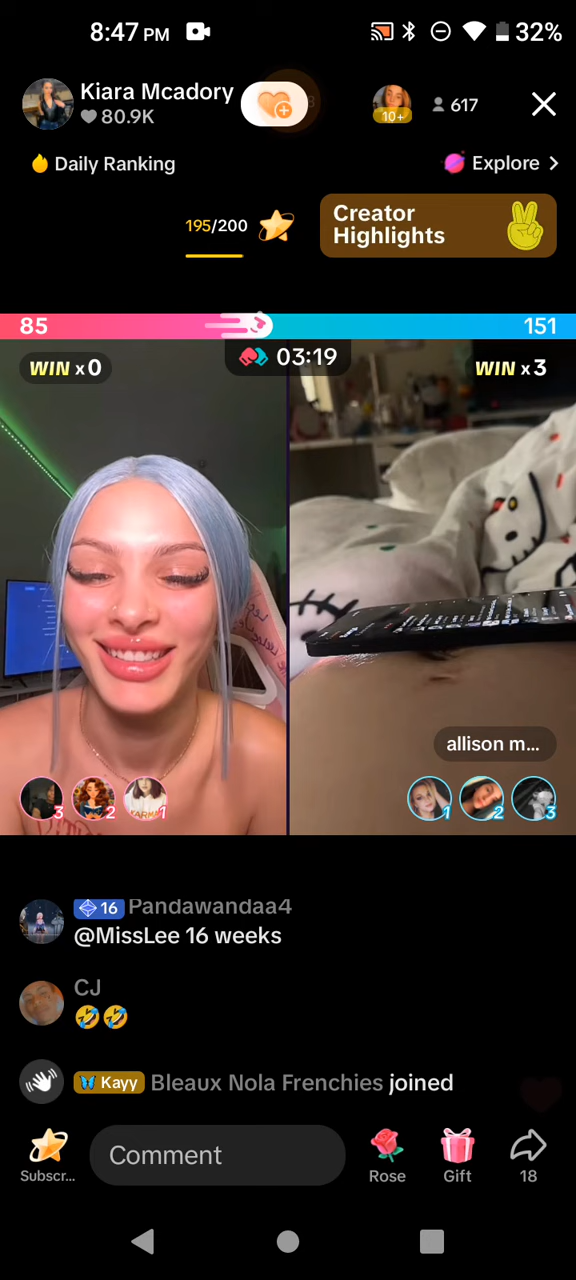 8:47 PM
32%
Kiara Mcadory
80.9K
10+
617
Daily Ranking
Explore
195/200
Creator
Highlights
85
151
WIN x0
03:19
WIN x3
allison m...
3
2
1
1
2
3
16 Pandawandaa4
@MissLee 16 weeks
CJ
🤣🤣
Kayy Bleaux Nola Frenchies joined
Comment
Subscr...
Rose
Gift
18